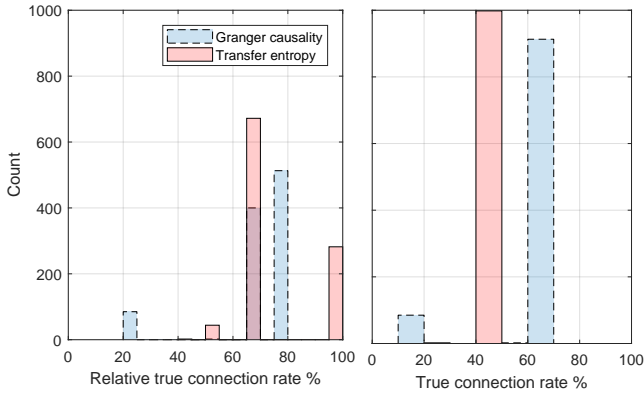 1000
800
600
400
200
0
Count
Granger causality
Transfer entropy
0 20 40 60 80 100
Relative true connection rate %
0 20 40 60 80 100
True connection rate %